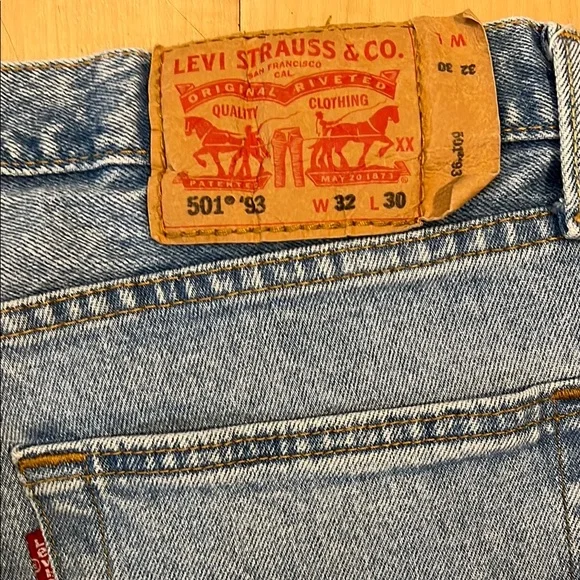 LEVI STRAUSS & CO.
SAN FRANCISCO
CAL
ORIGINAL RIVETED
QUALITY CLOTHING
XX
PATENTED MAY 20 1873
501® '93 W 32 L 30
W L
32 30
501®'93
LEVI'S
®